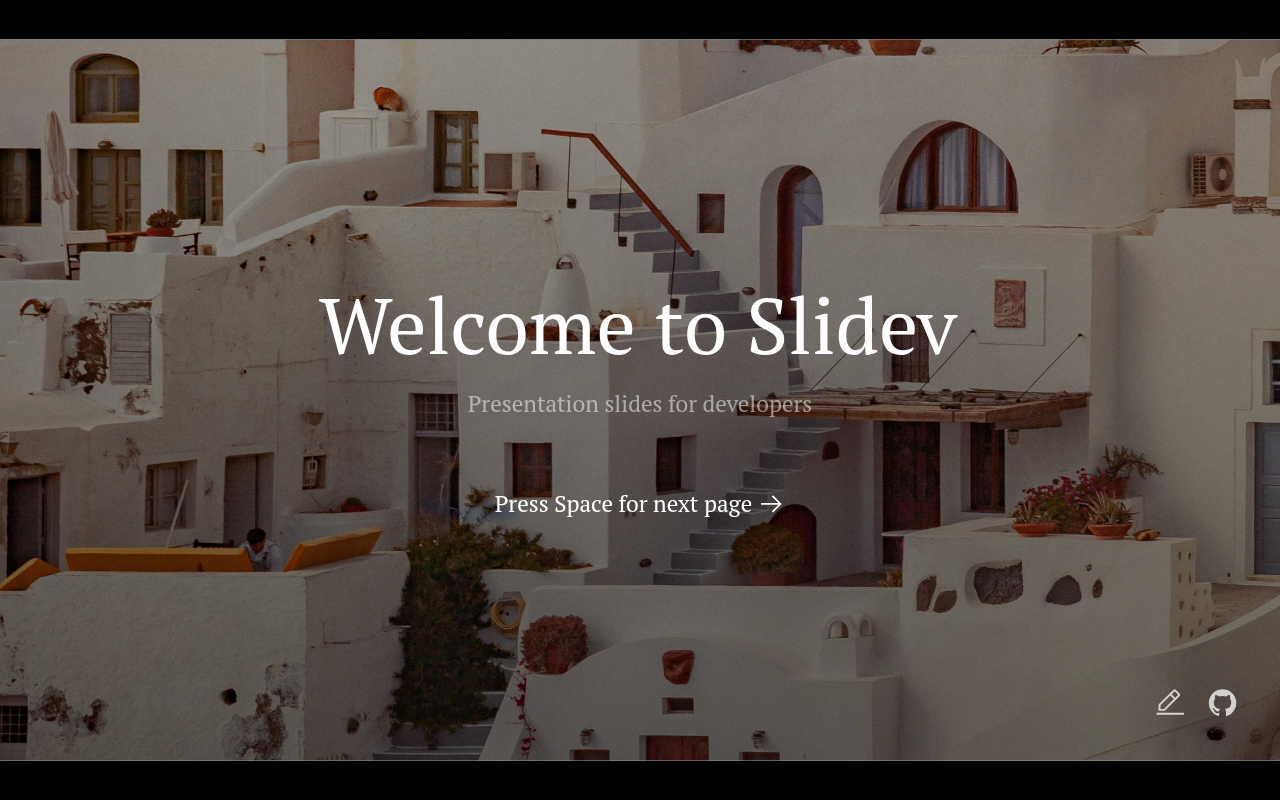 Welcome to Slidev
Presentation slides for developers
Press Space for next page →